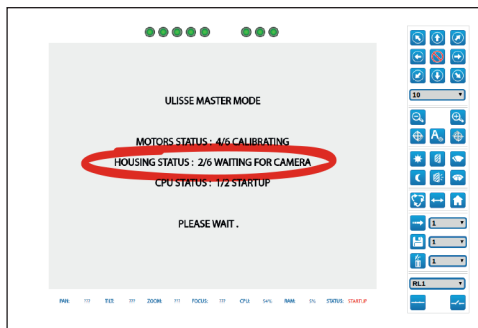 ULISSE MASTER MODE
MOTORS STATUS : 4/6 CALIBRATING
HOUSING STATUS : 2/6 WAITING FOR CAMERA
CPU STATUS : 1/2 STARTUP
PLEASE WAIT .
PAN: ??? TILT: ??? ZOOM: ??? FOCUS: ??? CPU: 54% RAM: 5% STATUS: STARTUP
10
A
1
1
1
RL1